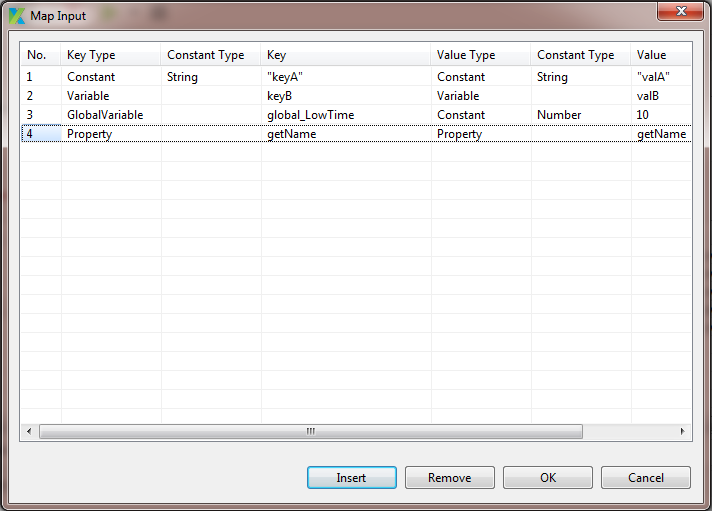 Map Input
No. Key Type Constant Type Key Value Type Constant Type Value
1 Constant String "keyA" Constant String "valA"
2 Variable keyB Variable valB
3 GlobalVariable global_LowTime Constant Number 10
4 Property getName Property getName
Insert Remove OK Cancel